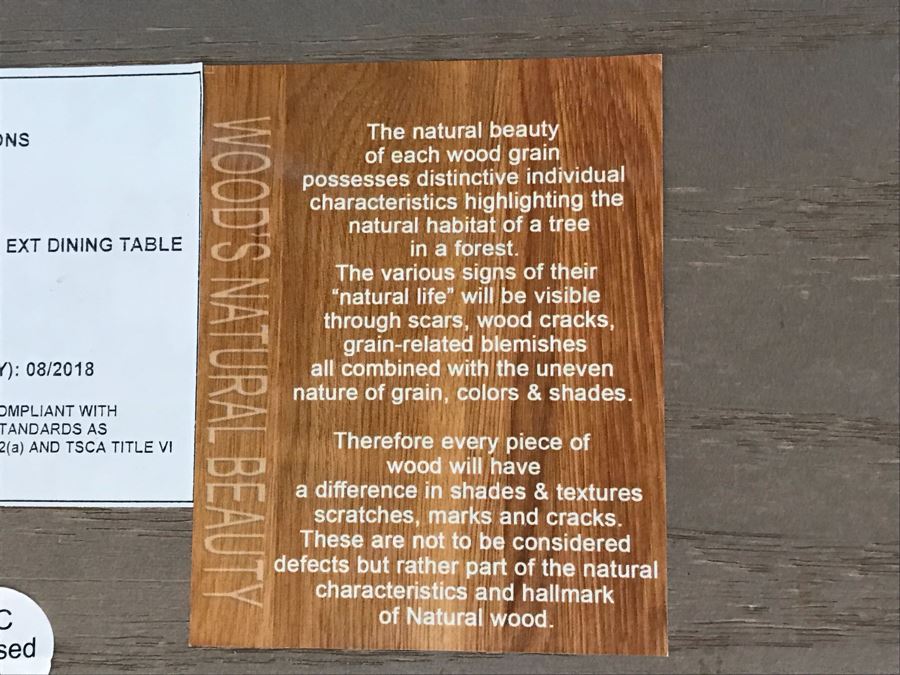 EXT DINING TABLE
08/2018
WITH
AS
2(a) AND TSCA TITLE VI
WOOD'S NATURAL BEAUTY
The natural beauty
of each wood grain
possesses distinctive individual
characteristics highlighting the
natural habitat of a tree
in a forest.
The various signs of their
“natural life” will be visible
through scars, wood cracks,
grain-related blemishes
all combined with the uneven
nature of grain, colors & shades.
Therefore every piece of
wood will have
a difference in shades & textures
scratches, marks and cracks.
These are not to be considered
defects but rather part of the natural
characteristics and hallmark
of Natural wood.